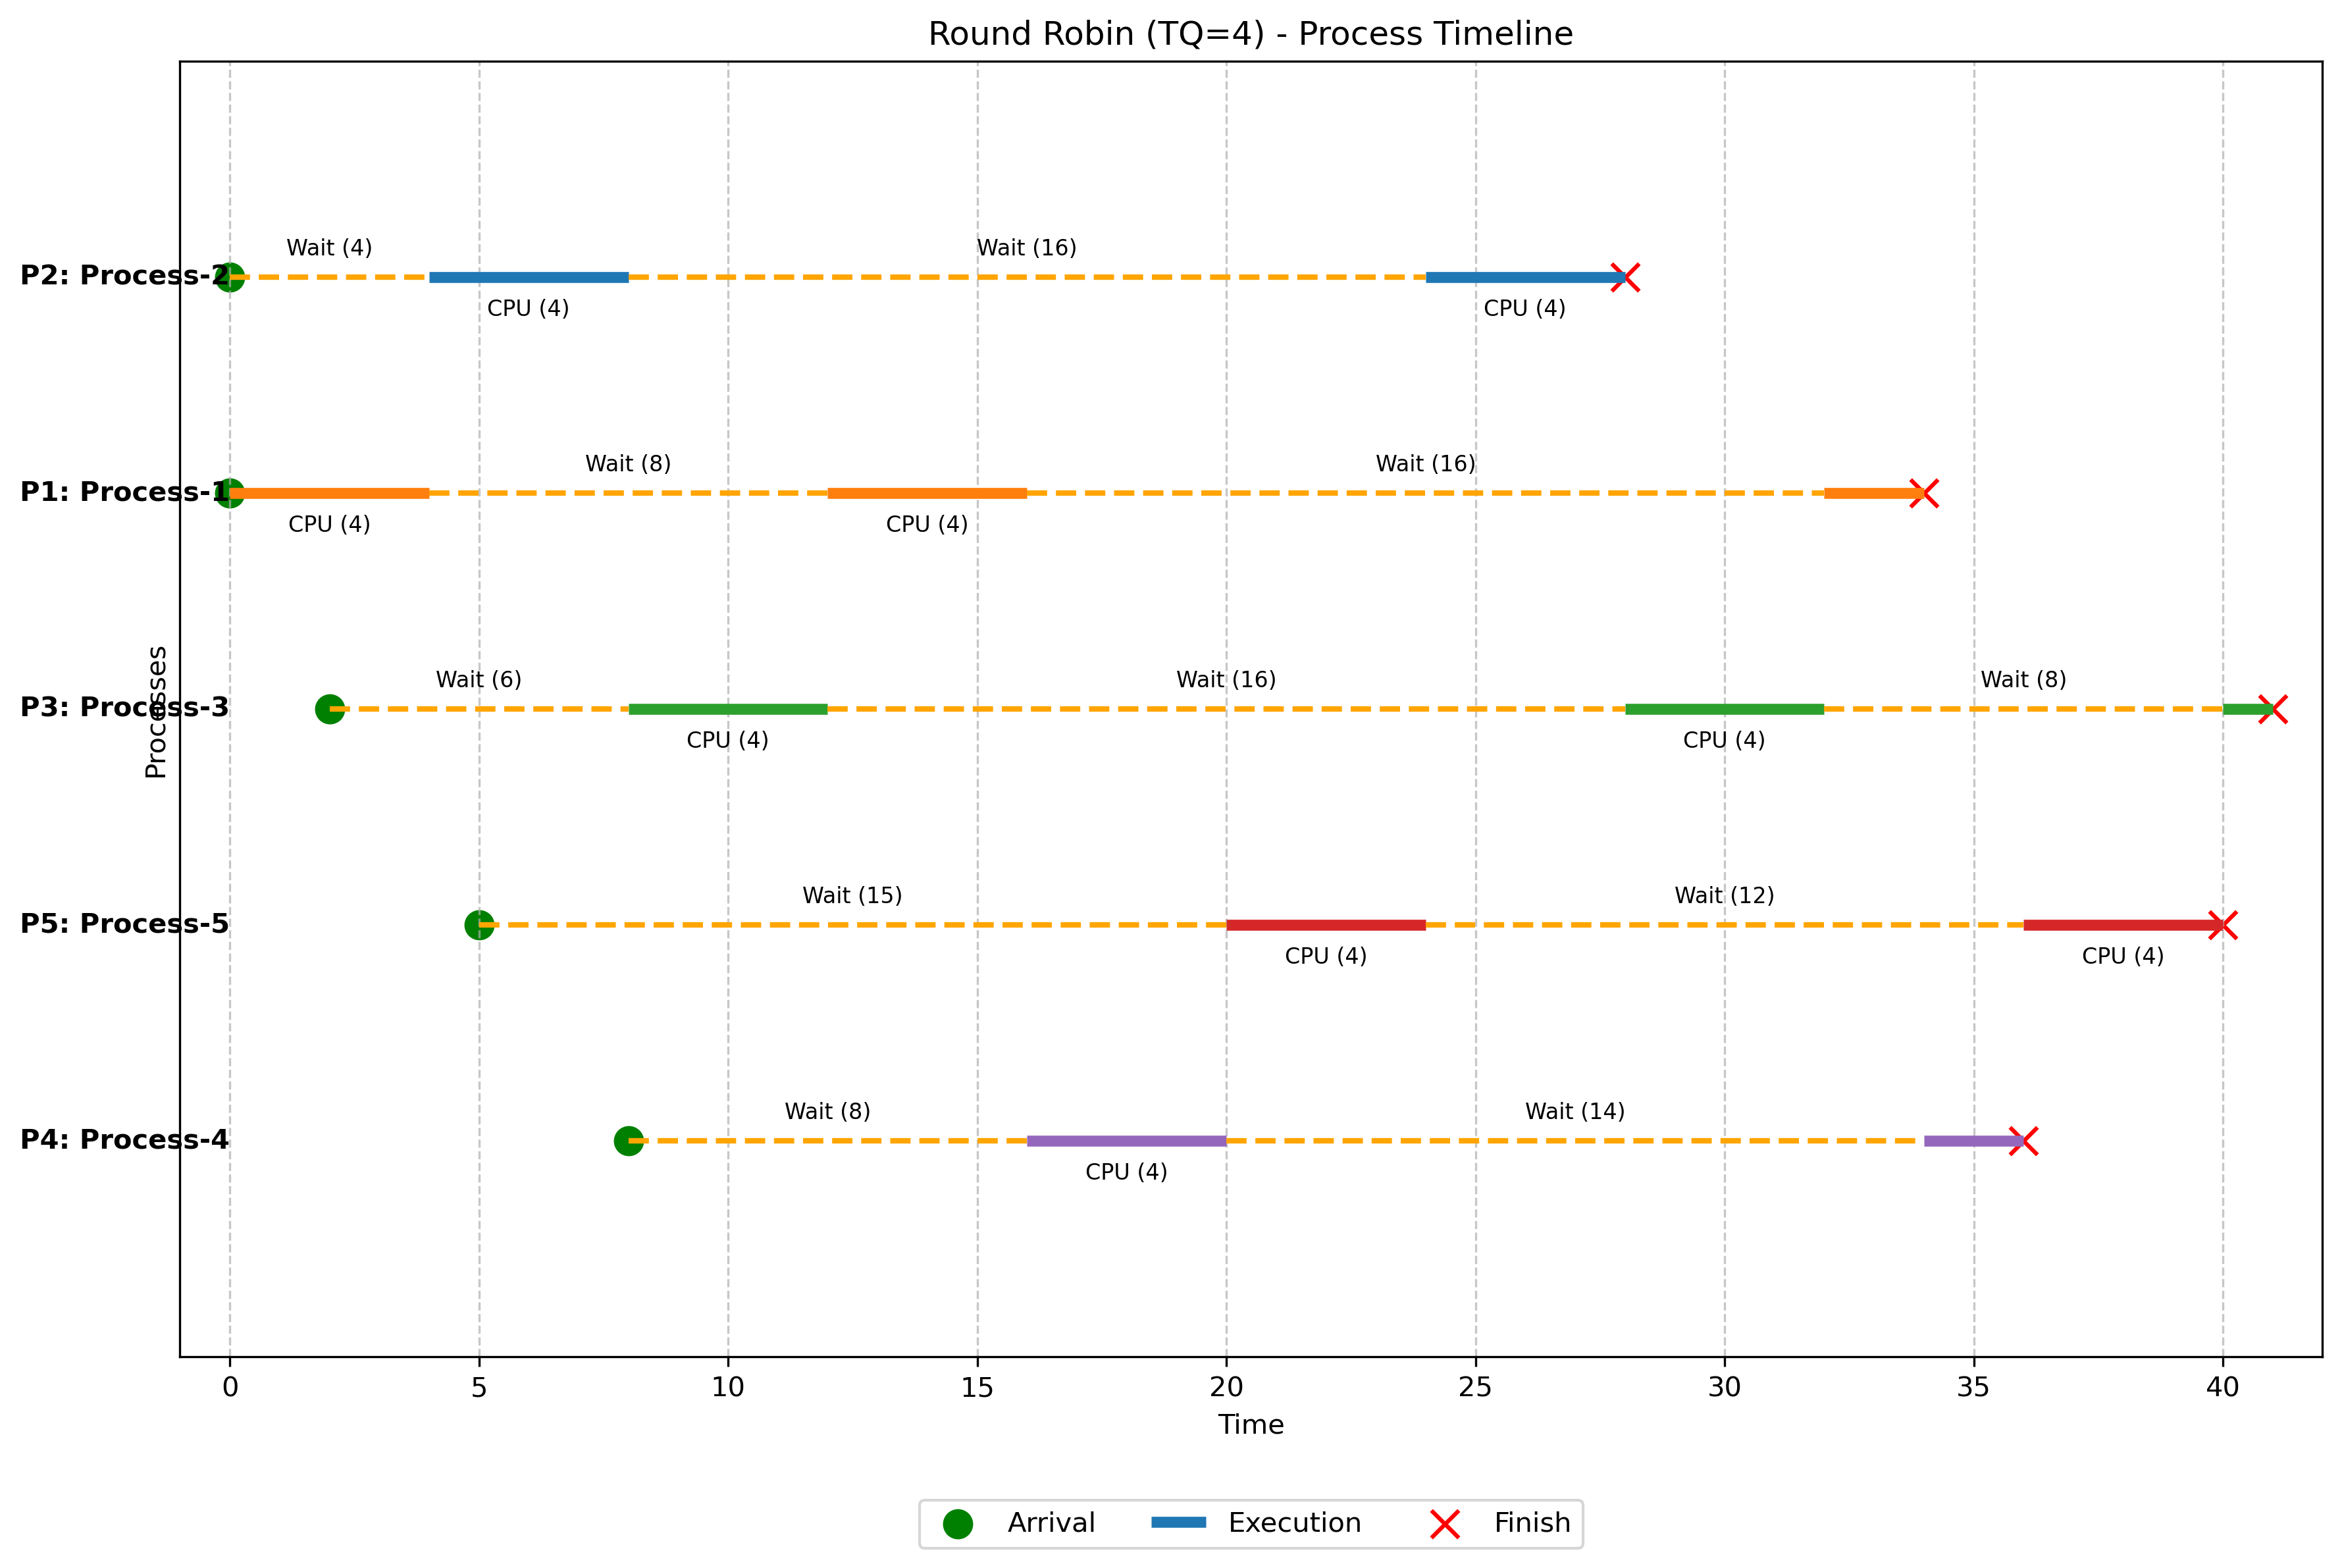 Round Robin (TQ=4) - Process Timeline
Wait (4)
Wait (16)
P2: Process-2
CPU (4)
CPU (4)
Wait (8)
Wait (16)
P1: Process-1
CPU (4)
CPU (4)
Processes
Wait (6)
Wait (16)
Wait (8)
P3: Process-3
CPU (4)
CPU (4)
Wait (15)
Wait (12)
P5: Process-5
CPU (4)
CPU (4)
Wait (8)
Wait (14)
P4: Process-4
CPU (4)
0 5 10 15 20 25 30 35 40
Time
Arrival Execution Finish